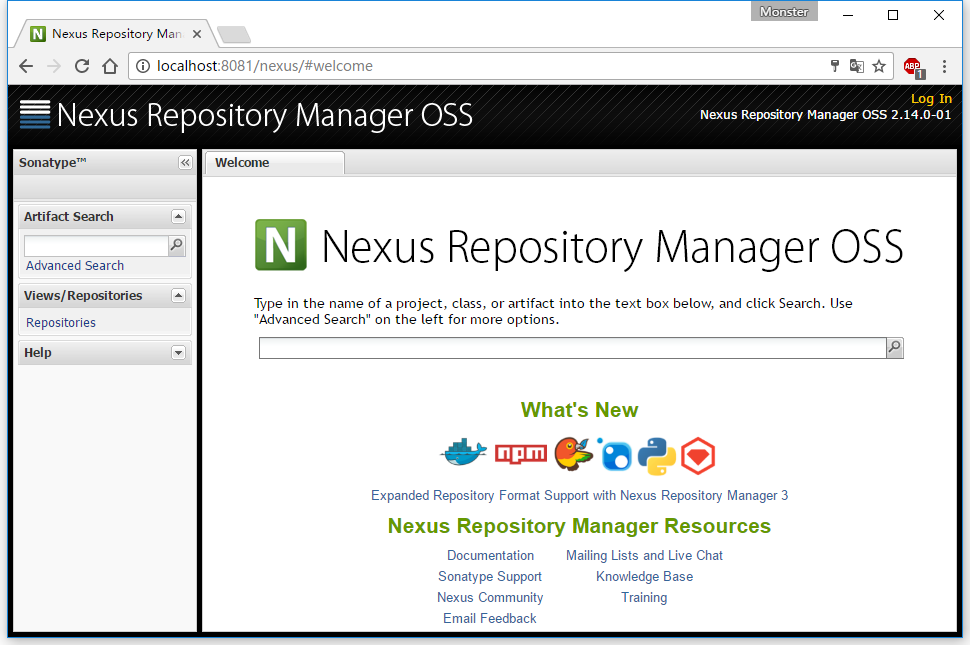 Monster
Nexus Repository Man
localhost:8081/nexus/#welcome
ABP
1
Nexus Repository Manager OSS
Log In
Nexus Repository Manager OSS 2.14.0-01
Sonatype™
Welcome
Artifact Search
Advanced Search
Views/Repositories
Repositories
Help
N Nexus Repository Manager OSS
Type in the name of a project, class, or artifact into the text box below, and click Search. Use
"Advanced Search" on the left for more options.
What's New
npm
Expanded Repository Format Support with Nexus Repository Manager 3
Nexus Repository Manager Resources
Documentation Mailing Lists and Live Chat
Sonatype Support Knowledge Base
Nexus Community Training
Email Feedback